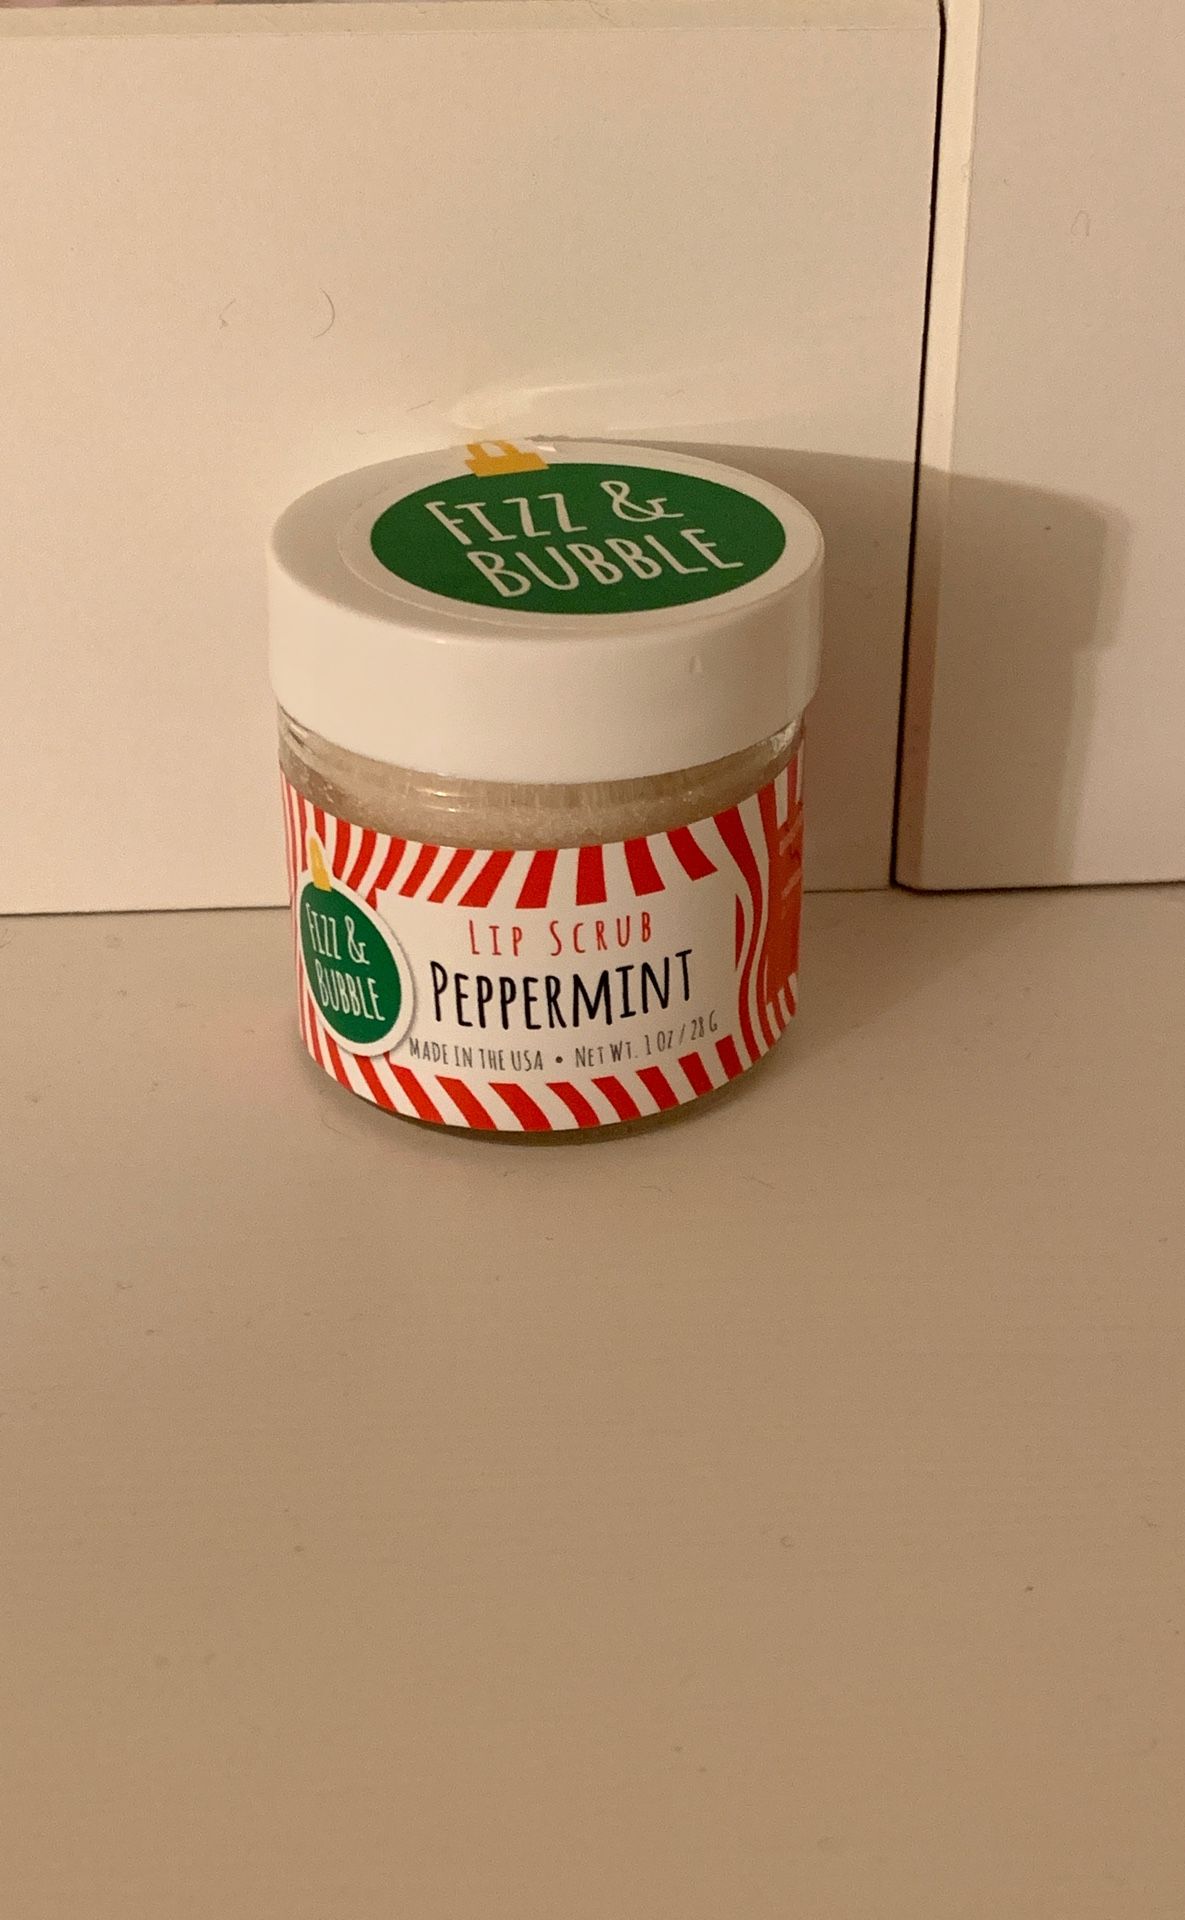 FIZZ &
BUBBLE
FIZZ &
BUBBLE
LIP SCRUB
PEPPERMINT
MADE IN THE USA • NET WT. 1 OZ / 28 G